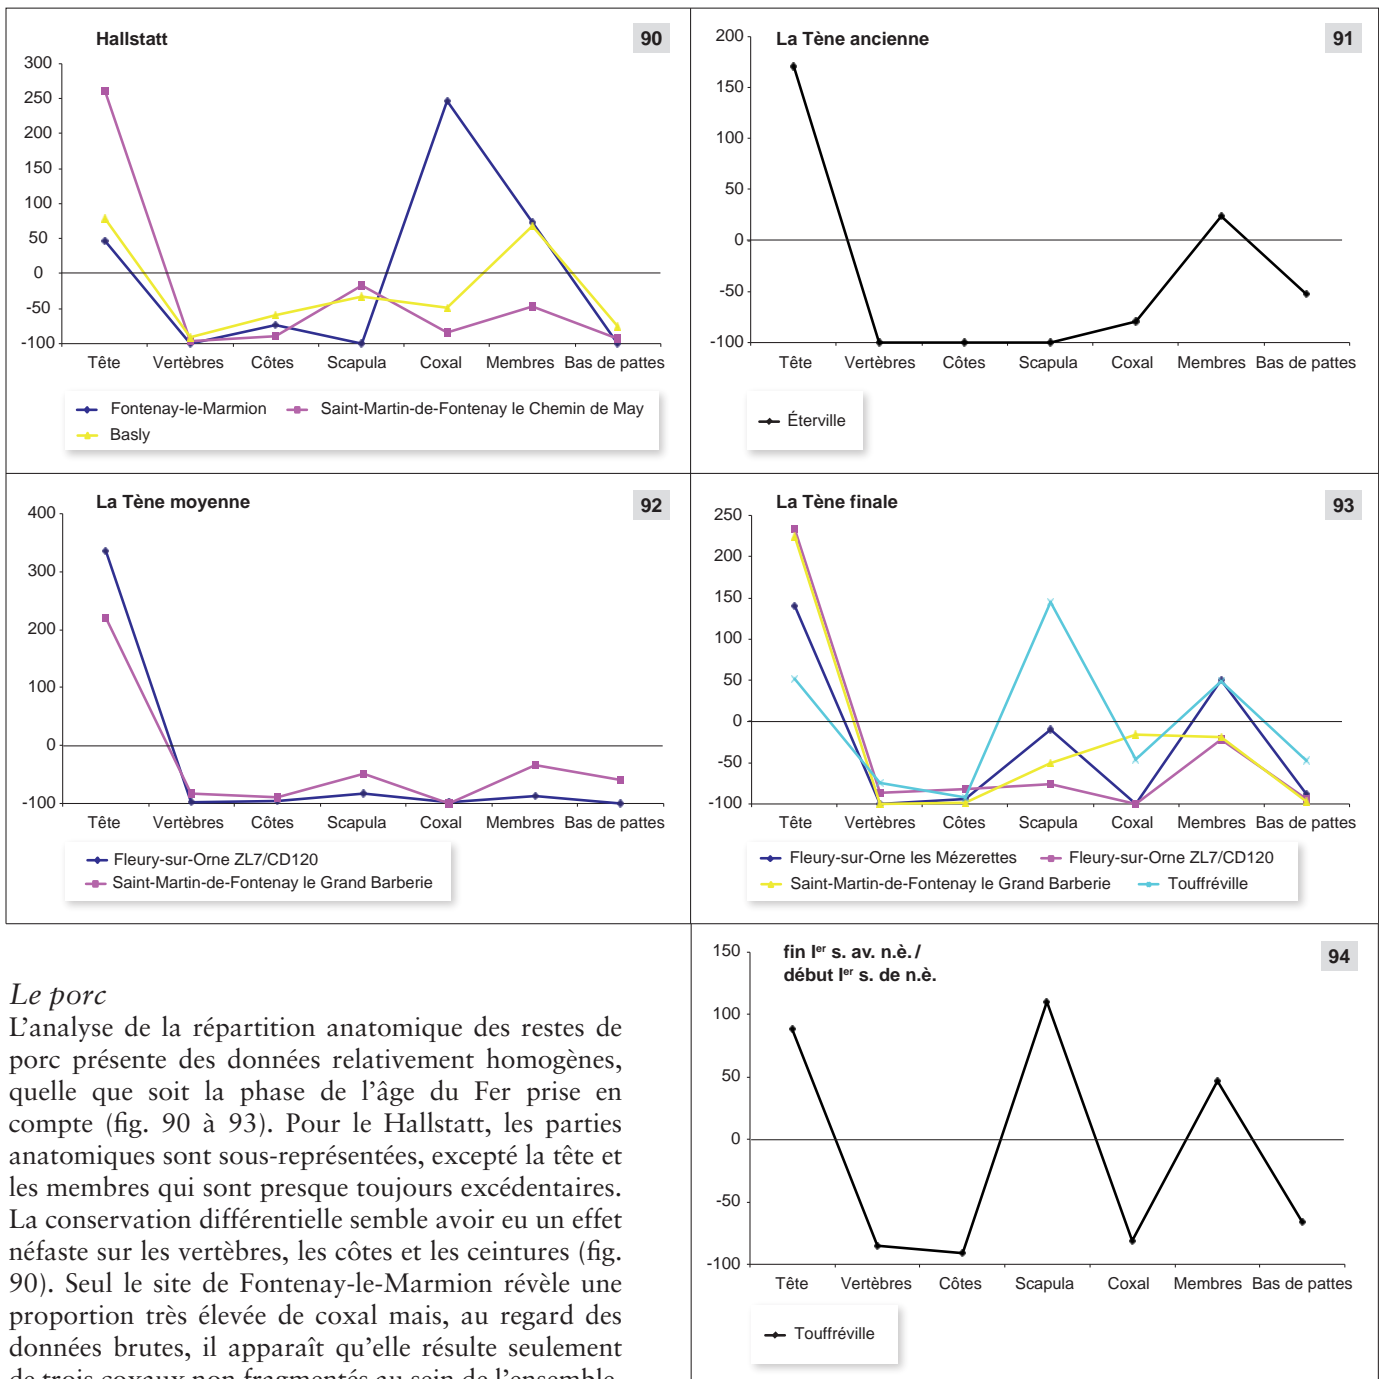 Hallstatt
90
300
250
200
150
100
50
0
-50
-100
Tête Vertèbres Côtes Scapula Coxal Membres Bas de pattes
Fontenay-le-Marmion Saint-Martin-de-Fontenay le Chemin de May
Basly
La Tène ancienne
91
200
150
100
50
0
-50
-100
Tête Vertèbres Côtes Scapula Coxal Membres Bas de pattes
Éterville
La Tène moyenne
92
400
300
200
100
0
-100
Tête Vertèbres Côtes Scapula Coxal Membres Bas de pattes
Fleury-sur-Orne ZL7/CD120
Saint-Martin-de-Fontenay le Grand Barberie
La Tène finale
93
250
200
150
100
50
0
-50
-100
Tête Vertèbres Côtes Scapula Coxal Membres Bas de pattes
Fleury-sur-Orne les Mézerettes Fleury-sur-Orne ZL7/CD120
Saint-Martin-de-Fontenay le Grand Barberie Touffréville
Le porc
L'analyse de la répartition anatomique des restes de
porc présente des données relativement homogènes,
quelle que soit la phase de l'âge du Fer prise en
compte (fig. 90 à 93). Pour le Hallstatt, les parties
anatomiques sont sous-représentées, excepté la tête et
les membres qui sont presque toujours excédentaires.
La conservation différentielle semble avoir eu un effet
néfaste sur les vertèbres, les côtes et les ceintures (fig.
90). Seul le site de Fontenay-le-Marmion révèle une
proportion très élevée de coxal mais, au regard des
données brutes, il apparaît qu'elle résulte seulement
de trois coxaux non fragmentés au sein de l'ensemble
fin Ier s. av. n.è. /
début Ier s. de n.è.
94
150
100
50
0
-50
-100
Tête Vertèbres Côtes Scapula Coxal Membres Bas de pattes
Touffréville